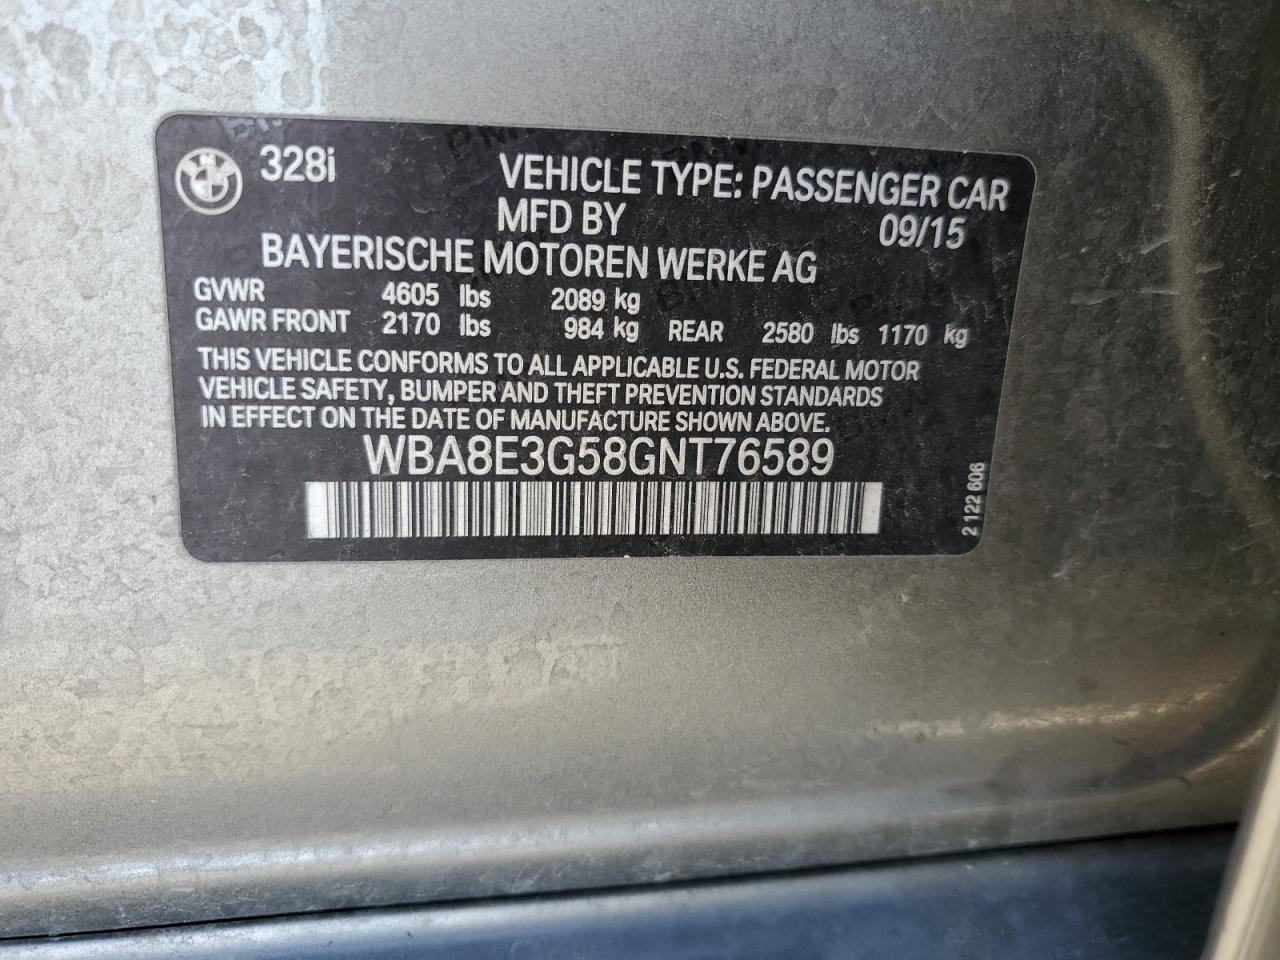 328i VEHICLE TYPE: PASSENGER CAR
MFD BY 09/15
BAYERISCHE MOTOREN WERKE AG
GVWR 4605 lbs 2089 kg
GAWR FRONT 2170 lbs 984 kg REAR 2580 lbs 1170 kg
THIS VEHICLE CONFORMS TO ALL APPLICABLE U.S. FEDERAL MOTOR
VEHICLE SAFETY, BUMPER AND THEFT PREVENTION STANDARDS
IN EFFECT ON THE DATE OF MANUFACTURE SHOWN ABOVE.
WBA8E3G58GNT76589
2 122 606